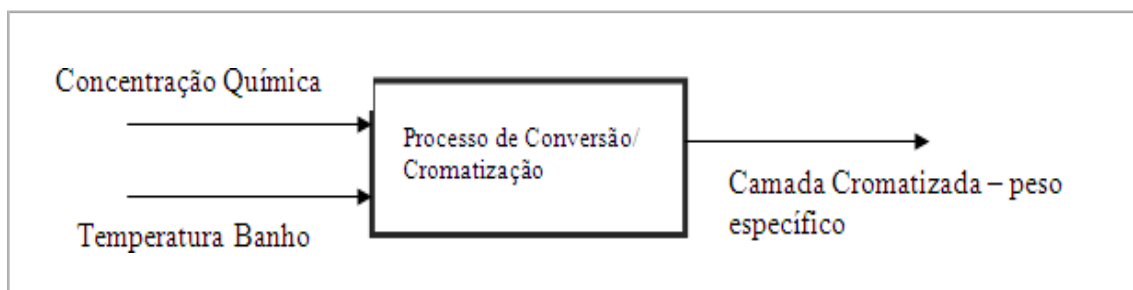 Concentração Química
Processo de Conversão/
Cromatização
Camada Cromatizada – peso
específico
Temperatura Banho